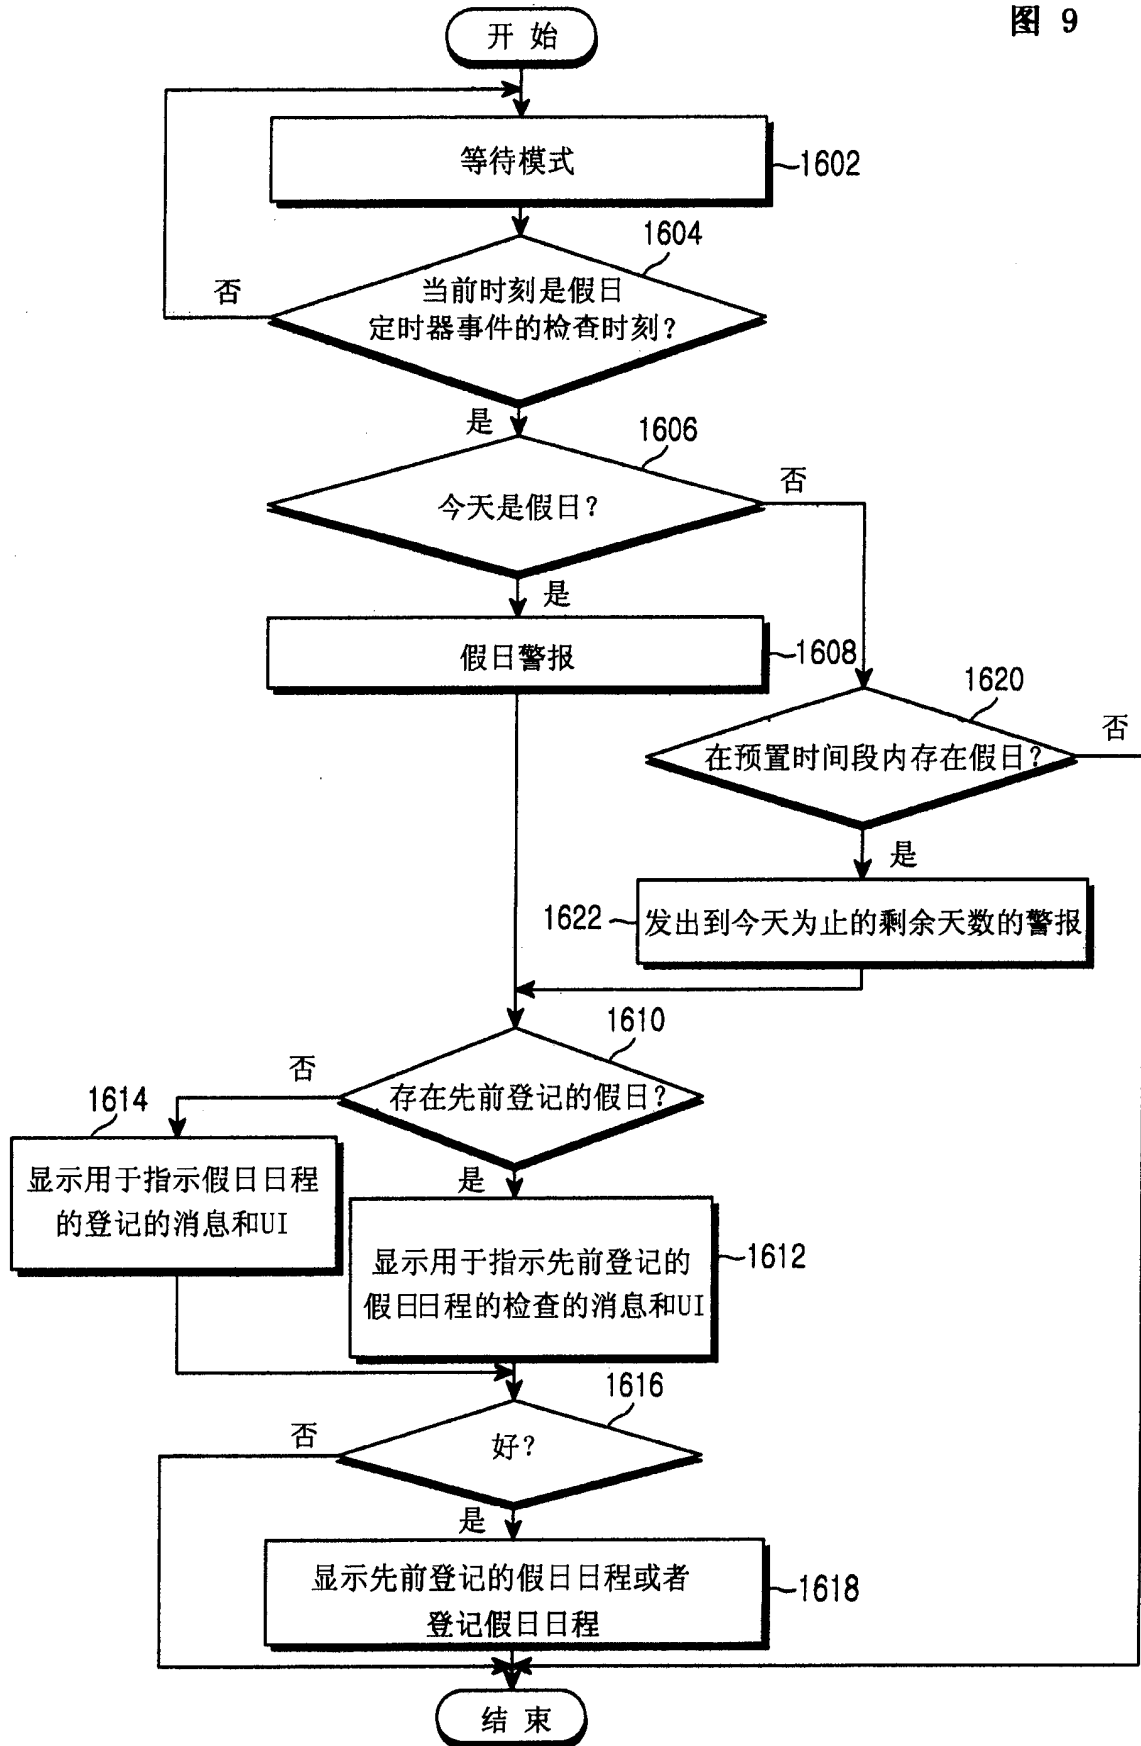 图 9
开 始
等待模式
1602
1604
当前时刻是假日
定时器事件的检查时刻?
否
是
1606
今天是假日?
否
是
假日警报
1608
1620
在预置时间段内存在假日?
否
是
1622
发出到今天为止的剩余天数的警报
1610
存在先前登记的假日?
否
1614
显示用于指示假日日程
的登记的消息和UI
是
显示用于指示先前登记的
假日日程的检查的消息和UI
1612
1616
好?
否
是
显示先前登记的假日日程或者
登记假日日程
1618
结 束